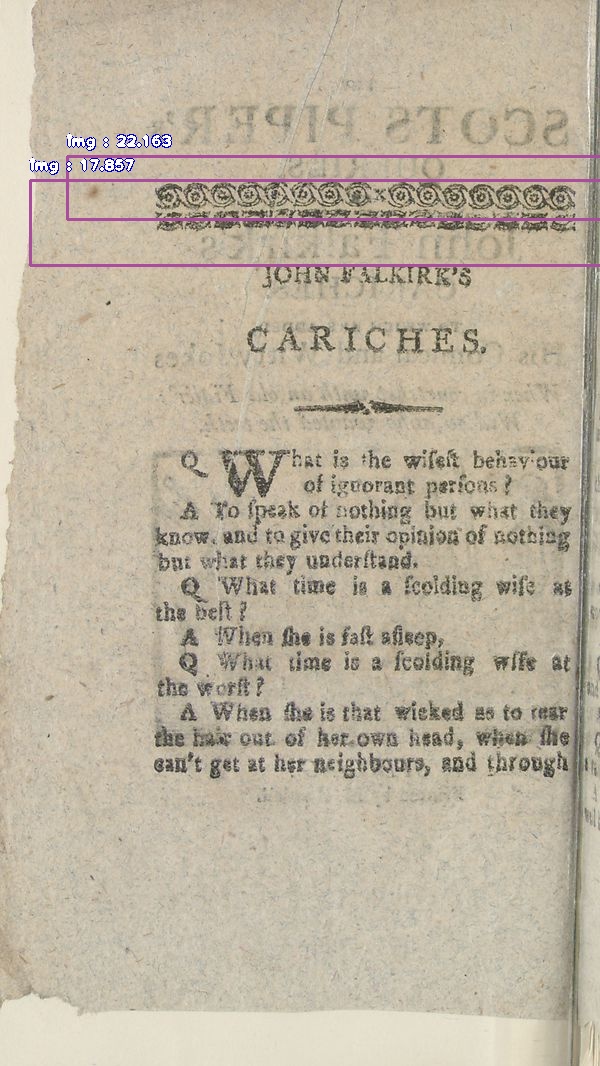 img : 22.163
img : 17.857
JOHN FALKIRK'S
CARICHES.
Q What is the wiſeſt behaviour
of ignorant perſons?
A To ſpeak of nothing but what they
know, and to give their opinion of nothing
but what they underſtand.
Q What time is a ſcolding wife at
the beſt?
A When ſhe is faſt aſleep,
Q What time is a ſcolding wife at
the worſt?
A When ſhe is that wicked as to tear
the hair out of her own head, when ſhe
can't get at her neighbours, and through